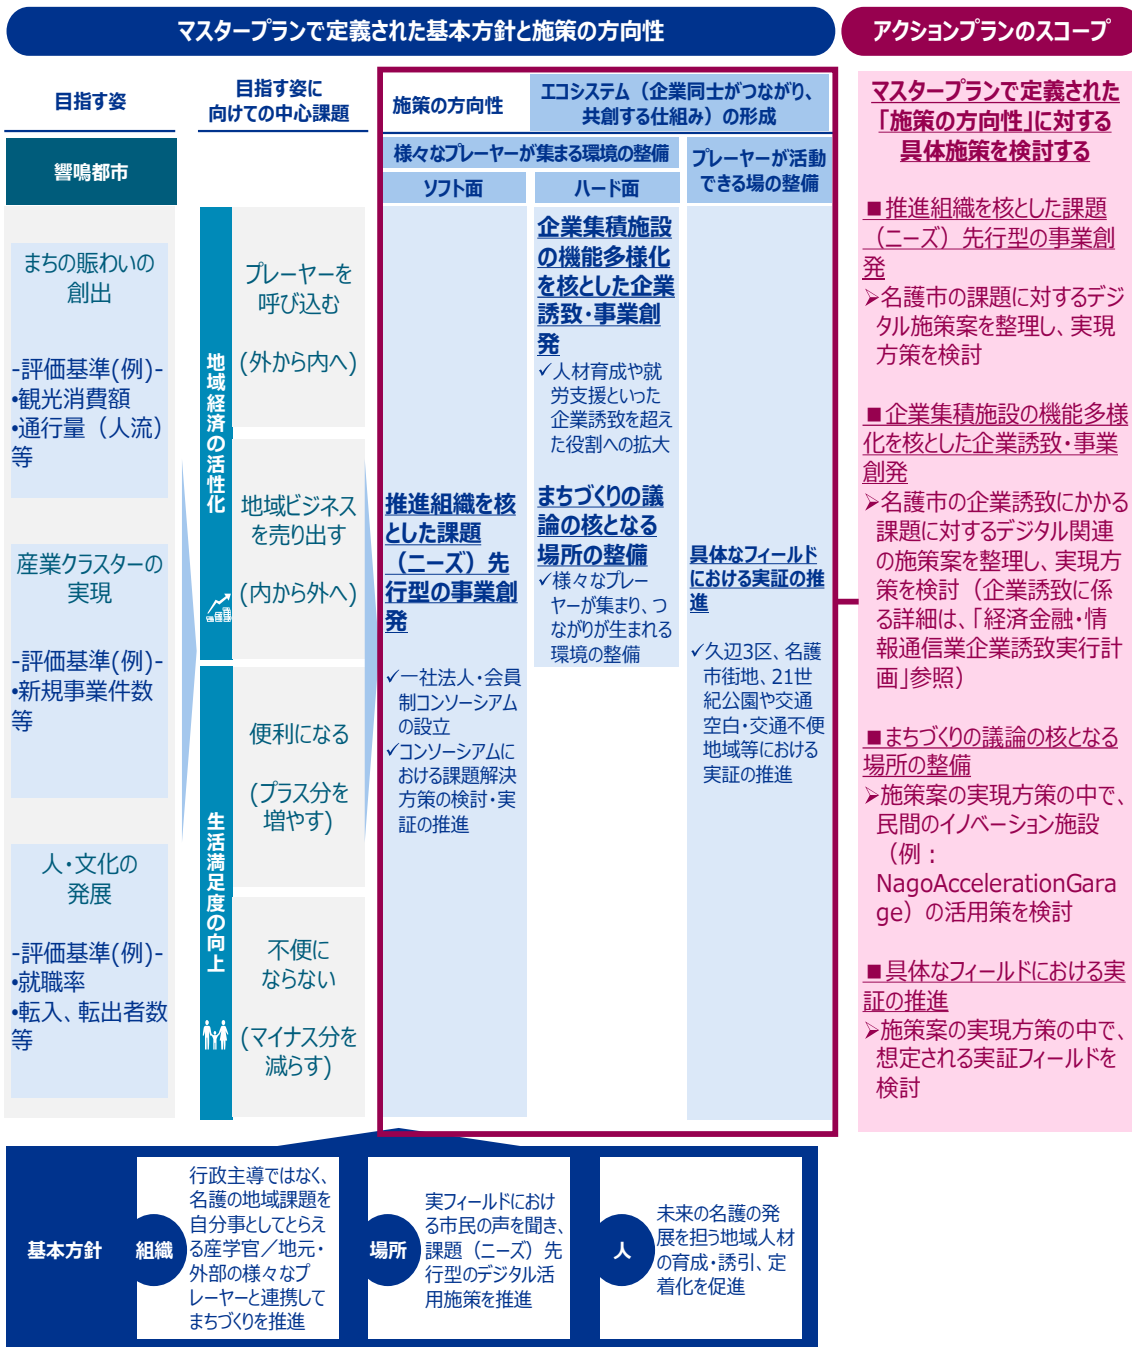 マスタープランで定義された基本方針と施策の方向性
アクションプランのスコープ
目指す姿
目指す姿に
向けての中心課題
施策の方向性
エコシステム（企業同士がつながり、
共創する仕組み）の形成
様々なプレーヤーが集まる環境の整備
プレーヤーが活動
できる場の整備
ソフト面
ハード面
響鳴都市
まちの賑わいの
創出
-評価基準(例)-
•観光消費額
•通行量（人流）
等
産業クラスターの
実現
-評価基準(例)-
•新規事業件数
等
人・文化の
発展
-評価基準(例)-
•就職率
•転入、転出者数
等
地域経済の活性化
生活満足度の向上
プレーヤーを
呼び込む
(外から内へ)
地域ビジネス
を売り出す
(内から外へ)
便利になる
(プラス分を
増やす)
不便に
ならない
(マイナス分を
減らす)
推進組織を核
とした課題
（ニーズ）先
行型の事業創
発
✓一社法人・会員
制コンソーシアム
の設立
✓コンソーシアムに
おける課題解決
方策の検討・実
証の推進
企業集積施設
の機能多様化
を核とした企業
誘致・事業創
発
✓人材育成や就
労支援といった
企業誘致を超え
た役割への拡大
まちづくりの議
論の核となる
場所の整備
✓様々なプレー
ヤーが集まり、つ
ながりが生まれる
環境の整備
具体なフィールド
における実証の推
進
✓久辺3区、名護
市街地、21世
紀公園や交通
空白・交通不便
地域等における
実証の推進
マスタープランで定義された
「施策の方向性」に対する
具体施策を検討する
■推進組織を核とした課題
（ニーズ）先行型の事業創
発
➢名護市の課題に対するデジ
タル施策案を整理し、実現
方策を検討
■企業集積施設の機能多様
化を核とした企業誘致・事業
創発
➢名護市の企業誘致にかかる
課題に対するデジタル関連
の施策案を整理し、実現方
策を検討（企業誘致に係
る詳細は、「経済金融・情
報通信業企業誘致実行計
画」参照）
■まちづくりの議論の核となる
場所の整備
➢施策案の実現方策の中で、
民間のイノベーション施設
（例：
NagoAccelerationGara
ge）の活用策を検討
■具体なフィールドにおける実
証の推進
➢施策案の実現方策の中で、
想定される実証フィールドを
検討
基本方針
組織
行政主導ではなく、
名護の地域課題を
自分事としてとらえ
る産学官／地元・
外部の様々なプ
レーヤーと連携して
まちづくりを推進
場所
実フィールドにおけ
る市民の声を聞き、
課題（ニーズ）先
行型のデジタル活
用施策を推進
人
未来の名護の発
展を担う地域人材
の育成・誘引、定
着化を促進